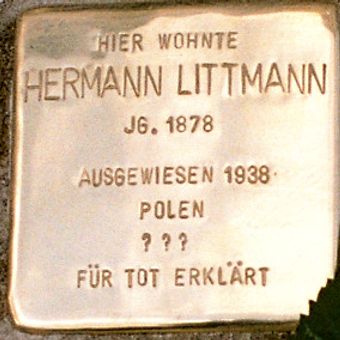 HIER WOHNTE
HERMANN LITTMANN
JG. 1878
AUSGEWIESEN 1938
POLEN
? ? ?
FÜR TOT ERKLÄRT